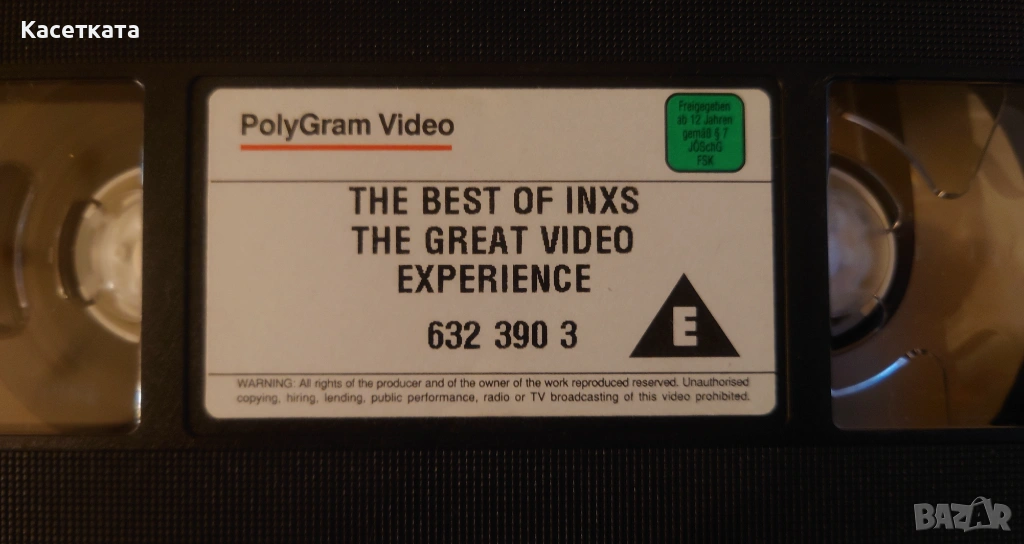 Касетката
PolyGram Video
Freigegeben
ab 12 Jahren
gemäß § 7
JÖSchG
FSK
THE BEST OF INXS
THE GREAT VIDEO
EXPERIENCE
632 390 3
E
WARNING: All rights of the producer and of the owner of the work reproduced reserved. Unauthorised
copying, hiring, lending, public performance, radio or TV broadcasting of this video prohibited.
BAZAR